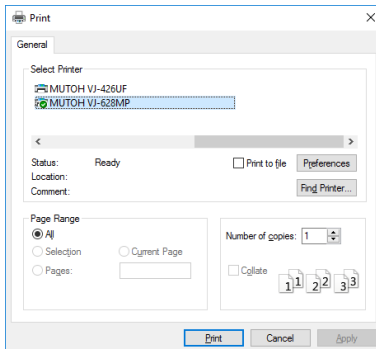 Print
General
Select Printer
MUTOH VJ-426UF
MUTOH VJ-628MP
Status: Ready
Print to file
Preferences
Location:
Comment:
Find Printer...
Page Range
All
Selection
Current Page
Pages:
Number of copies: 1
Collate
1 1 2 2 3 3
Print
Cancel
Apply